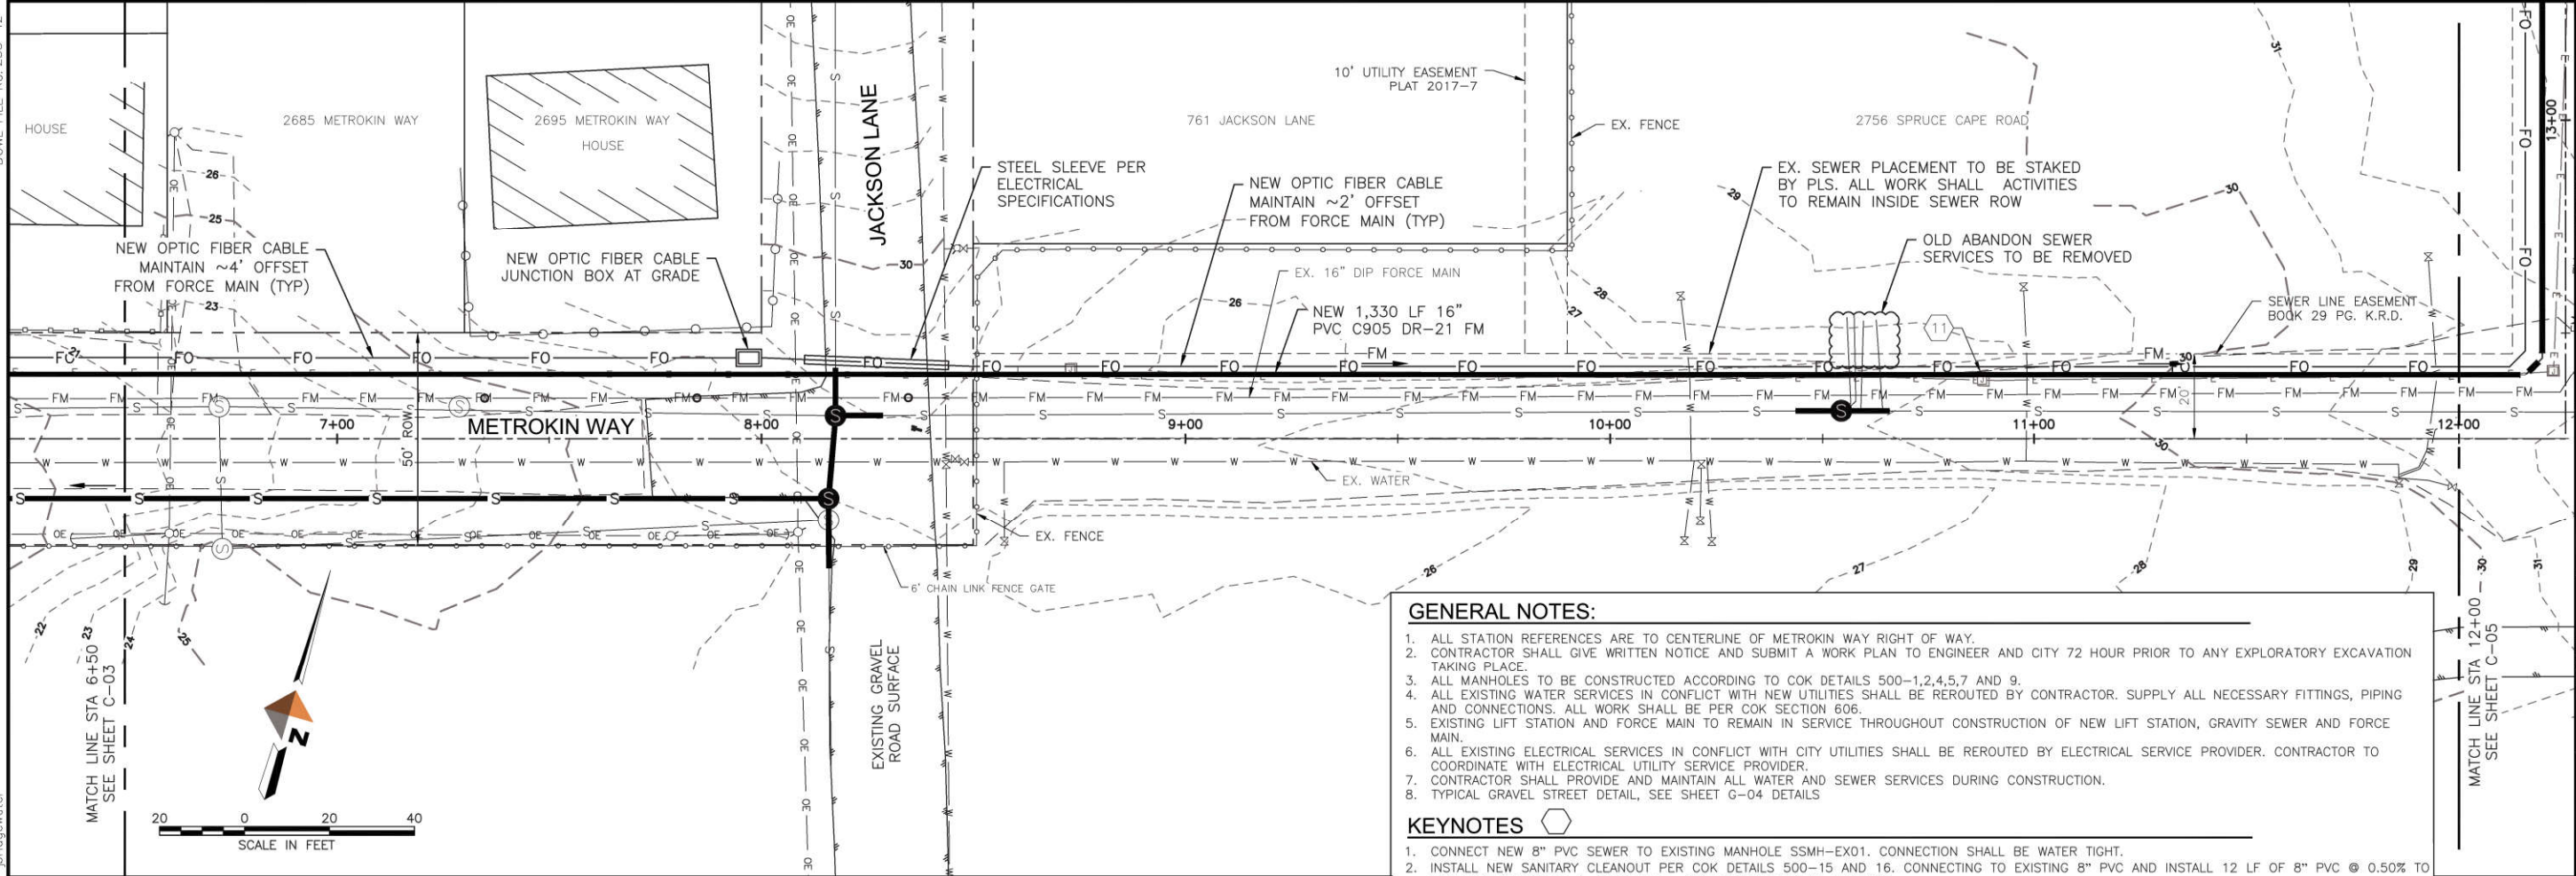 HOUSE
2685 METROKIN WAY
2695 METROKIN WAY
HOUSE
JACKSON LANE
10' UTILITY EASEMENT
PLAT 2017-7
761 JACKSON LANE
EX. FENCE
2756 SPRUCE CAPE ROAD
STEEL SLEEVE PER
ELECTRICAL
SPECIFICATIONS
NEW OPTIC FIBER CABLE
MAINTAIN ~2' OFFSET
FROM FORCE MAIN (TYP)
EX. SEWER PLACEMENT TO BE STAKED
BY PLS. ALL WORK SHALL ACTIVITIES
TO REMAIN INSIDE SEWER ROW
NEW OPTIC FIBER CABLE
MAINTAIN ~4' OFFSET
FROM FORCE MAIN (TYP)
NEW OPTIC FIBER CABLE
JUNCTION BOX AT GRADE
OLD ABANDON SEWER
SERVICES TO BE REMOVED
EX. 16" DIP FORCE MAIN
NEW 1,330 LF 16"
PVC C905 DR-21 FM
11
SEWER LINE EASEMENT
BOOK 29 PG. K.R.D.
13+00
METROKIN WAY
50' ROW
20'
7+00
8+00
9+00
10+00
11+00
12+00
EX. WATER
EX. FENCE
6' CHAIN LINK FENCE GATE
EXISTING GRAVEL
ROAD SURFACE
MATCH LINE STA 6+50
SEE SHEET C-03
MATCH LINE STA 12+00
SEE SHEET C-05
N
20 0 20 40
SCALE IN FEET
GENERAL NOTES:
1. ALL STATION REFERENCES ARE TO CENTERLINE OF METROKIN WAY RIGHT OF WAY.
2. CONTRACTOR SHALL GIVE WRITTEN NOTICE AND SUBMIT A WORK PLAN TO ENGINEER AND CITY 72 HOUR PRIOR TO ANY EXPLORATORY EXCAVATION
TAKING PLACE.
3. ALL MANHOLES TO BE CONSTRUCTED ACCORDING TO COK DETAILS 500-1,2,4,5,7 AND 9.
4. ALL EXISTING WATER SERVICES IN CONFLICT WITH NEW UTILITIES SHALL BE REROUTED BY CONTRACTOR. SUPPLY ALL NECESSARY FITTINGS, PIPING
AND CONNECTIONS. ALL WORK SHALL BE PER COK SECTION 606.
5. EXISTING LIFT STATION AND FORCE MAIN TO REMAIN IN SERVICE THROUGHOUT CONSTRUCTION OF NEW LIFT STATION, GRAVITY SEWER AND FORCE
MAIN.
6. ALL EXISTING ELECTRICAL SERVICES IN CONFLICT WITH CITY UTILITIES SHALL BE REROUTED BY ELECTRICAL SERVICE PROVIDER. CONTRACTOR TO
COORDINATE WITH ELECTRICAL UTILITY SERVICE PROVIDER.
7. CONTRACTOR SHALL PROVIDE AND MAINTAIN ALL WATER AND SEWER SERVICES DURING CONSTRUCTION.
8. TYPICAL GRAVEL STREET DETAIL, SEE SHEET G-04 DETAILS
KEYNOTES
1. CONNECT NEW 8" PVC SEWER TO EXISTING MANHOLE SSMH-EX01. CONNECTION SHALL BE WATER TIGHT.
2. INSTALL NEW SANITARY CLEANOUT PER COK DETAILS 500-15 AND 16. CONNECTING TO EXISTING 8" PVC AND INSTALL 12 LF OF 8" PVC @ 0.50% TO